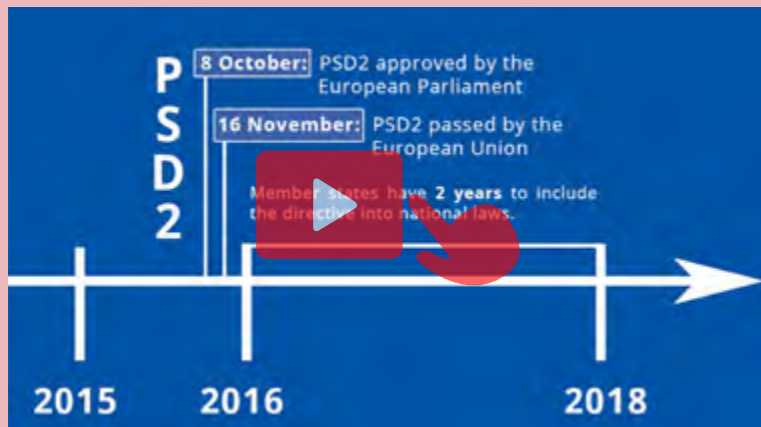 PSD2
8 October: PSD2 approved by the
European Parliament
16 November: PSD2 passed by the
European Union
Member states have 2 years to include
the directive into national laws.
2015 2016 2018